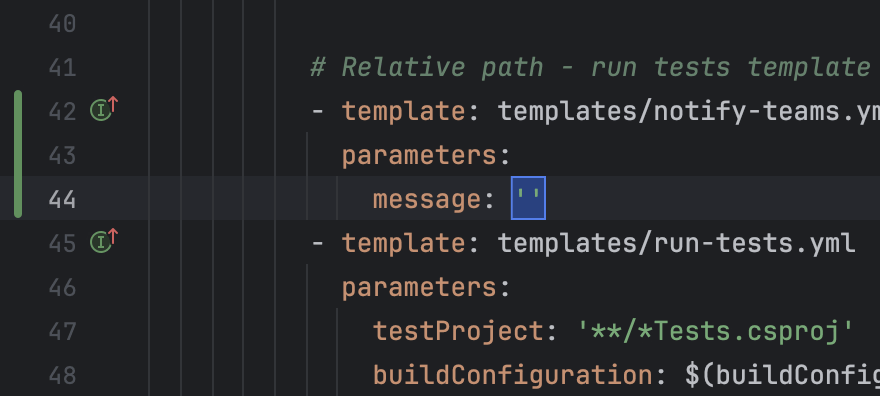 40
41 # Relative path - run tests template
42 - template: templates/notify-teams.ym
43 parameters:
44 message: ''
45 - template: templates/run-tests.yml
46 parameters:
47 testProject: '**/*Tests.csproj'
48 buildConfiguration: $(buildConfig